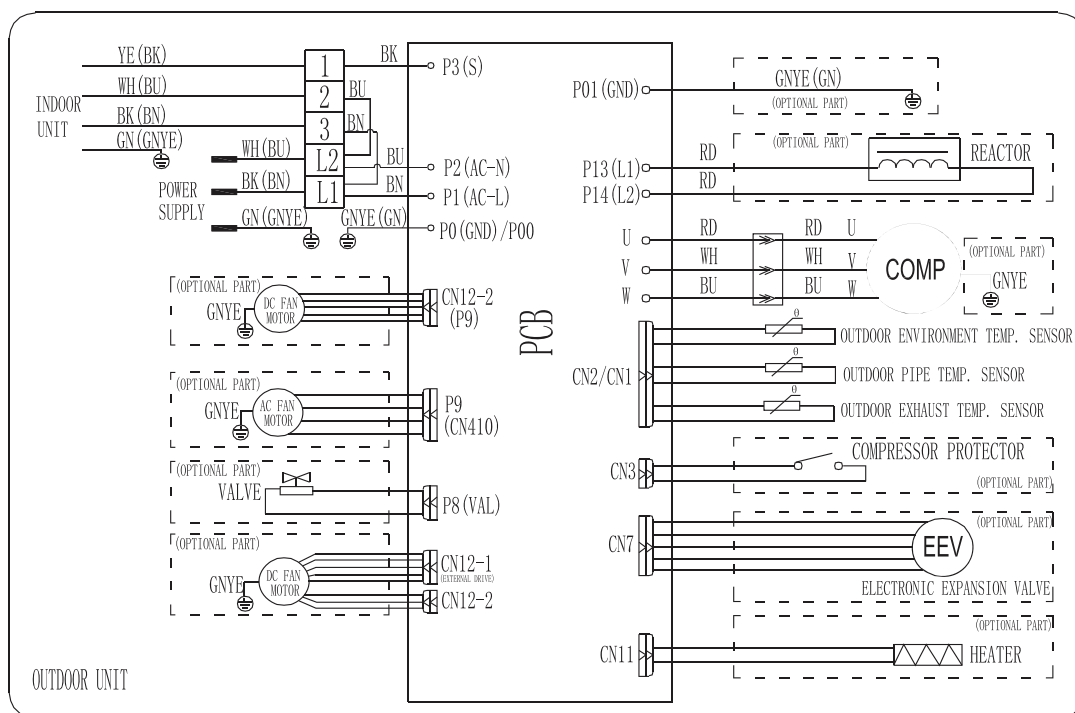 YE(BK)
WH(BU)
INDOOR
UNIT
BK(BN)
GN(GNYE)
1
2
3
L2
L1
BK
BU
BN
BU
BN
WH(BU)
BK(BN)
POWER
SUPPLY
GN(GNYE)
GNYE(GN)
P3(S)
P2(AC-N)
P1(AC-L)
P0(GND)/P00
(OPTIONAL PART)
GNYE
DC FAN
MOTOR
CN12-2
(P9)
(OPTIONAL PART)
GNYE
AC FAN
MOTOR
P9
(CN410)
(OPTIONAL PART)
VALVE
P8(VAL)
(OPTIONAL PART)
GNYE
DC FAN
MOTOR
CN12-1
(EXTERNAL DRIVE)
CN12-2
OUTDOOR UNIT
PCB
P01(GND)
GNYE(GN)
(OPTIONAL PART)
(OPTIONAL PART)
P13(L1)
RD
REACTOR
P14(L2)
RD
U
RD
RD
U
V
WH
WH
V
W
BU
BU
W
COMP
(OPTIONAL PART)
GNYE
CN2/CN1
θ
OUTDOOR ENVIRONMENT TEMP. SENSOR
θ
OUTDOOR PIPE TEMP. SENSOR
θ
OUTDOOR EXHAUST TEMP. SENSOR
CN3
COMPRESSOR PROTECTOR
(OPTIONAL PART)
CN7
(OPTIONAL PART)
EEV
ELECTRONIC EXPANSION VALVE
(OPTIONAL PART)
CN11
HEATER